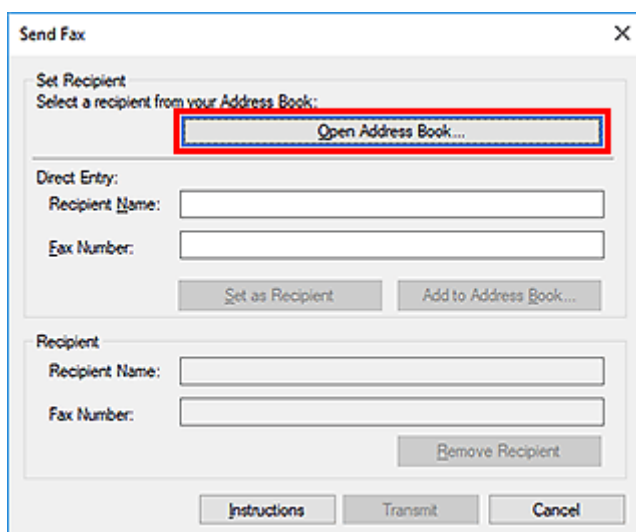 Send Fax
Set Recipient
Select a recipient from your Address Book:
Open Address Book...
Direct Entry:
Recipient Name:
Fax Number:
Set as Recipient Add to Address Book...
Recipient
Recipient Name:
Fax Number:
Remove Recipient
Instructions Transmit Cancel